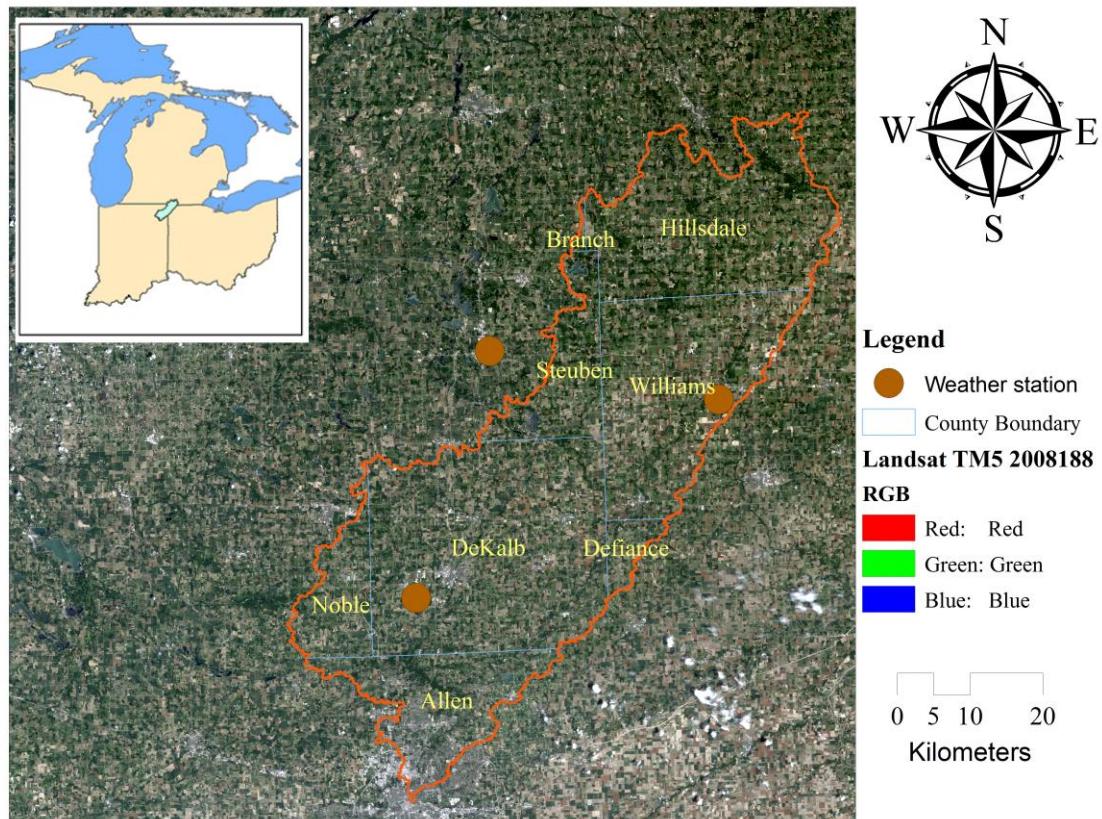 Branch
Hillsdale
Steuben
Williams
DeKalb
Defiance
Noble
Allen
N
W
E
S
Legend
Weather station
County Boundary
Landsat TM5 2008188
RGB
Red: Red
Green: Green
Blue: Blue
0 5 10 20
Kilometers